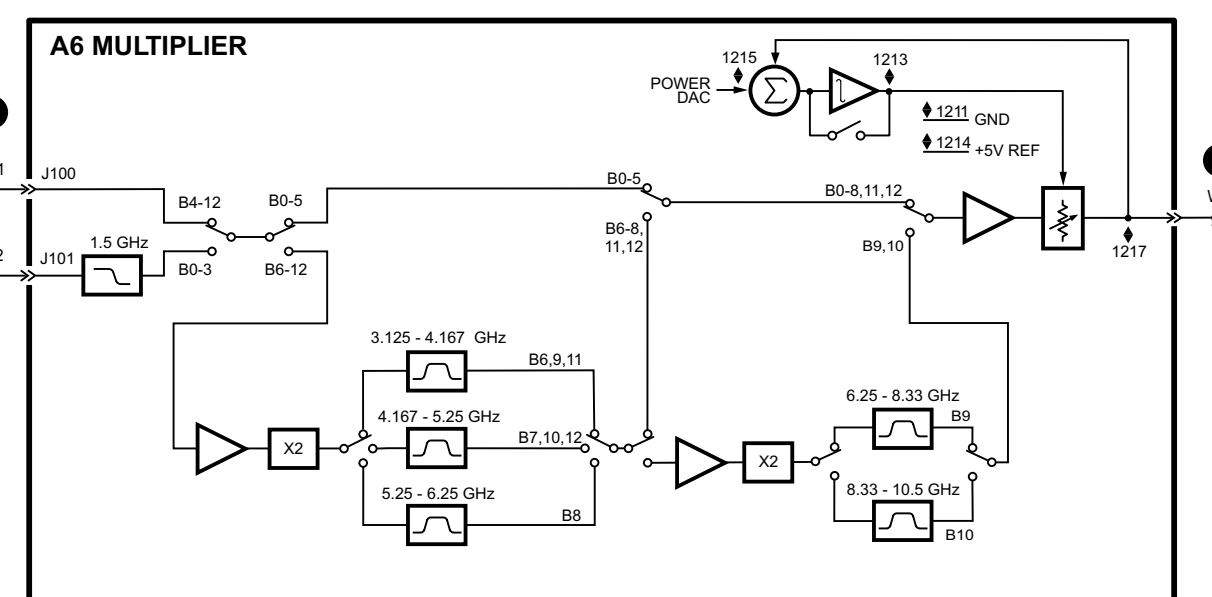 A6 MULTIPLIER
1215
1213
POWER
DAC
Σ
1211 GND
1214 +5V REF
J100
B4-12
B0-5
B0-5
B0-8,11,12
1.5 GHz
J101
B0-3
B6-12
B6-8,
11,12
B9,10
1217
3.125 - 4.167 GHz
B6,9,11
4.167 - 5.25 GHz
B7,10,12
X2
5.25 - 6.25 GHz
B8
6.25 - 8.33 GHz
B9
X2
8.33 - 10.5 GHz
B10